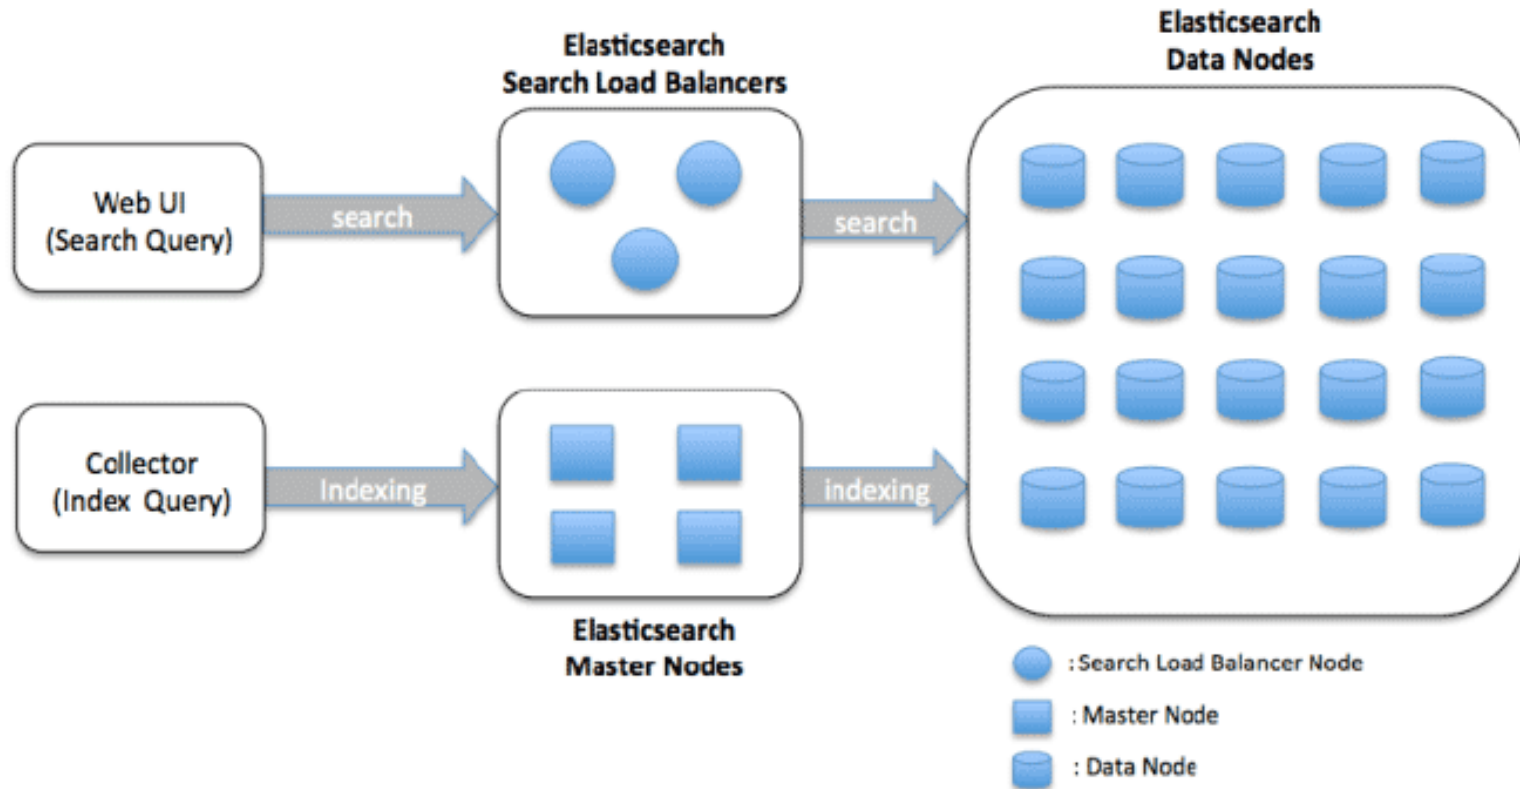 Elasticsearch
Search Load Balancers
Elasticsearch
Data Nodes
Web UI
(Search Query)
search
search
Collector
(Index Query)
Indexing
indexing
Elasticsearch
Master Nodes
: Search Load Balancer Node
: Master Node
: Data Node